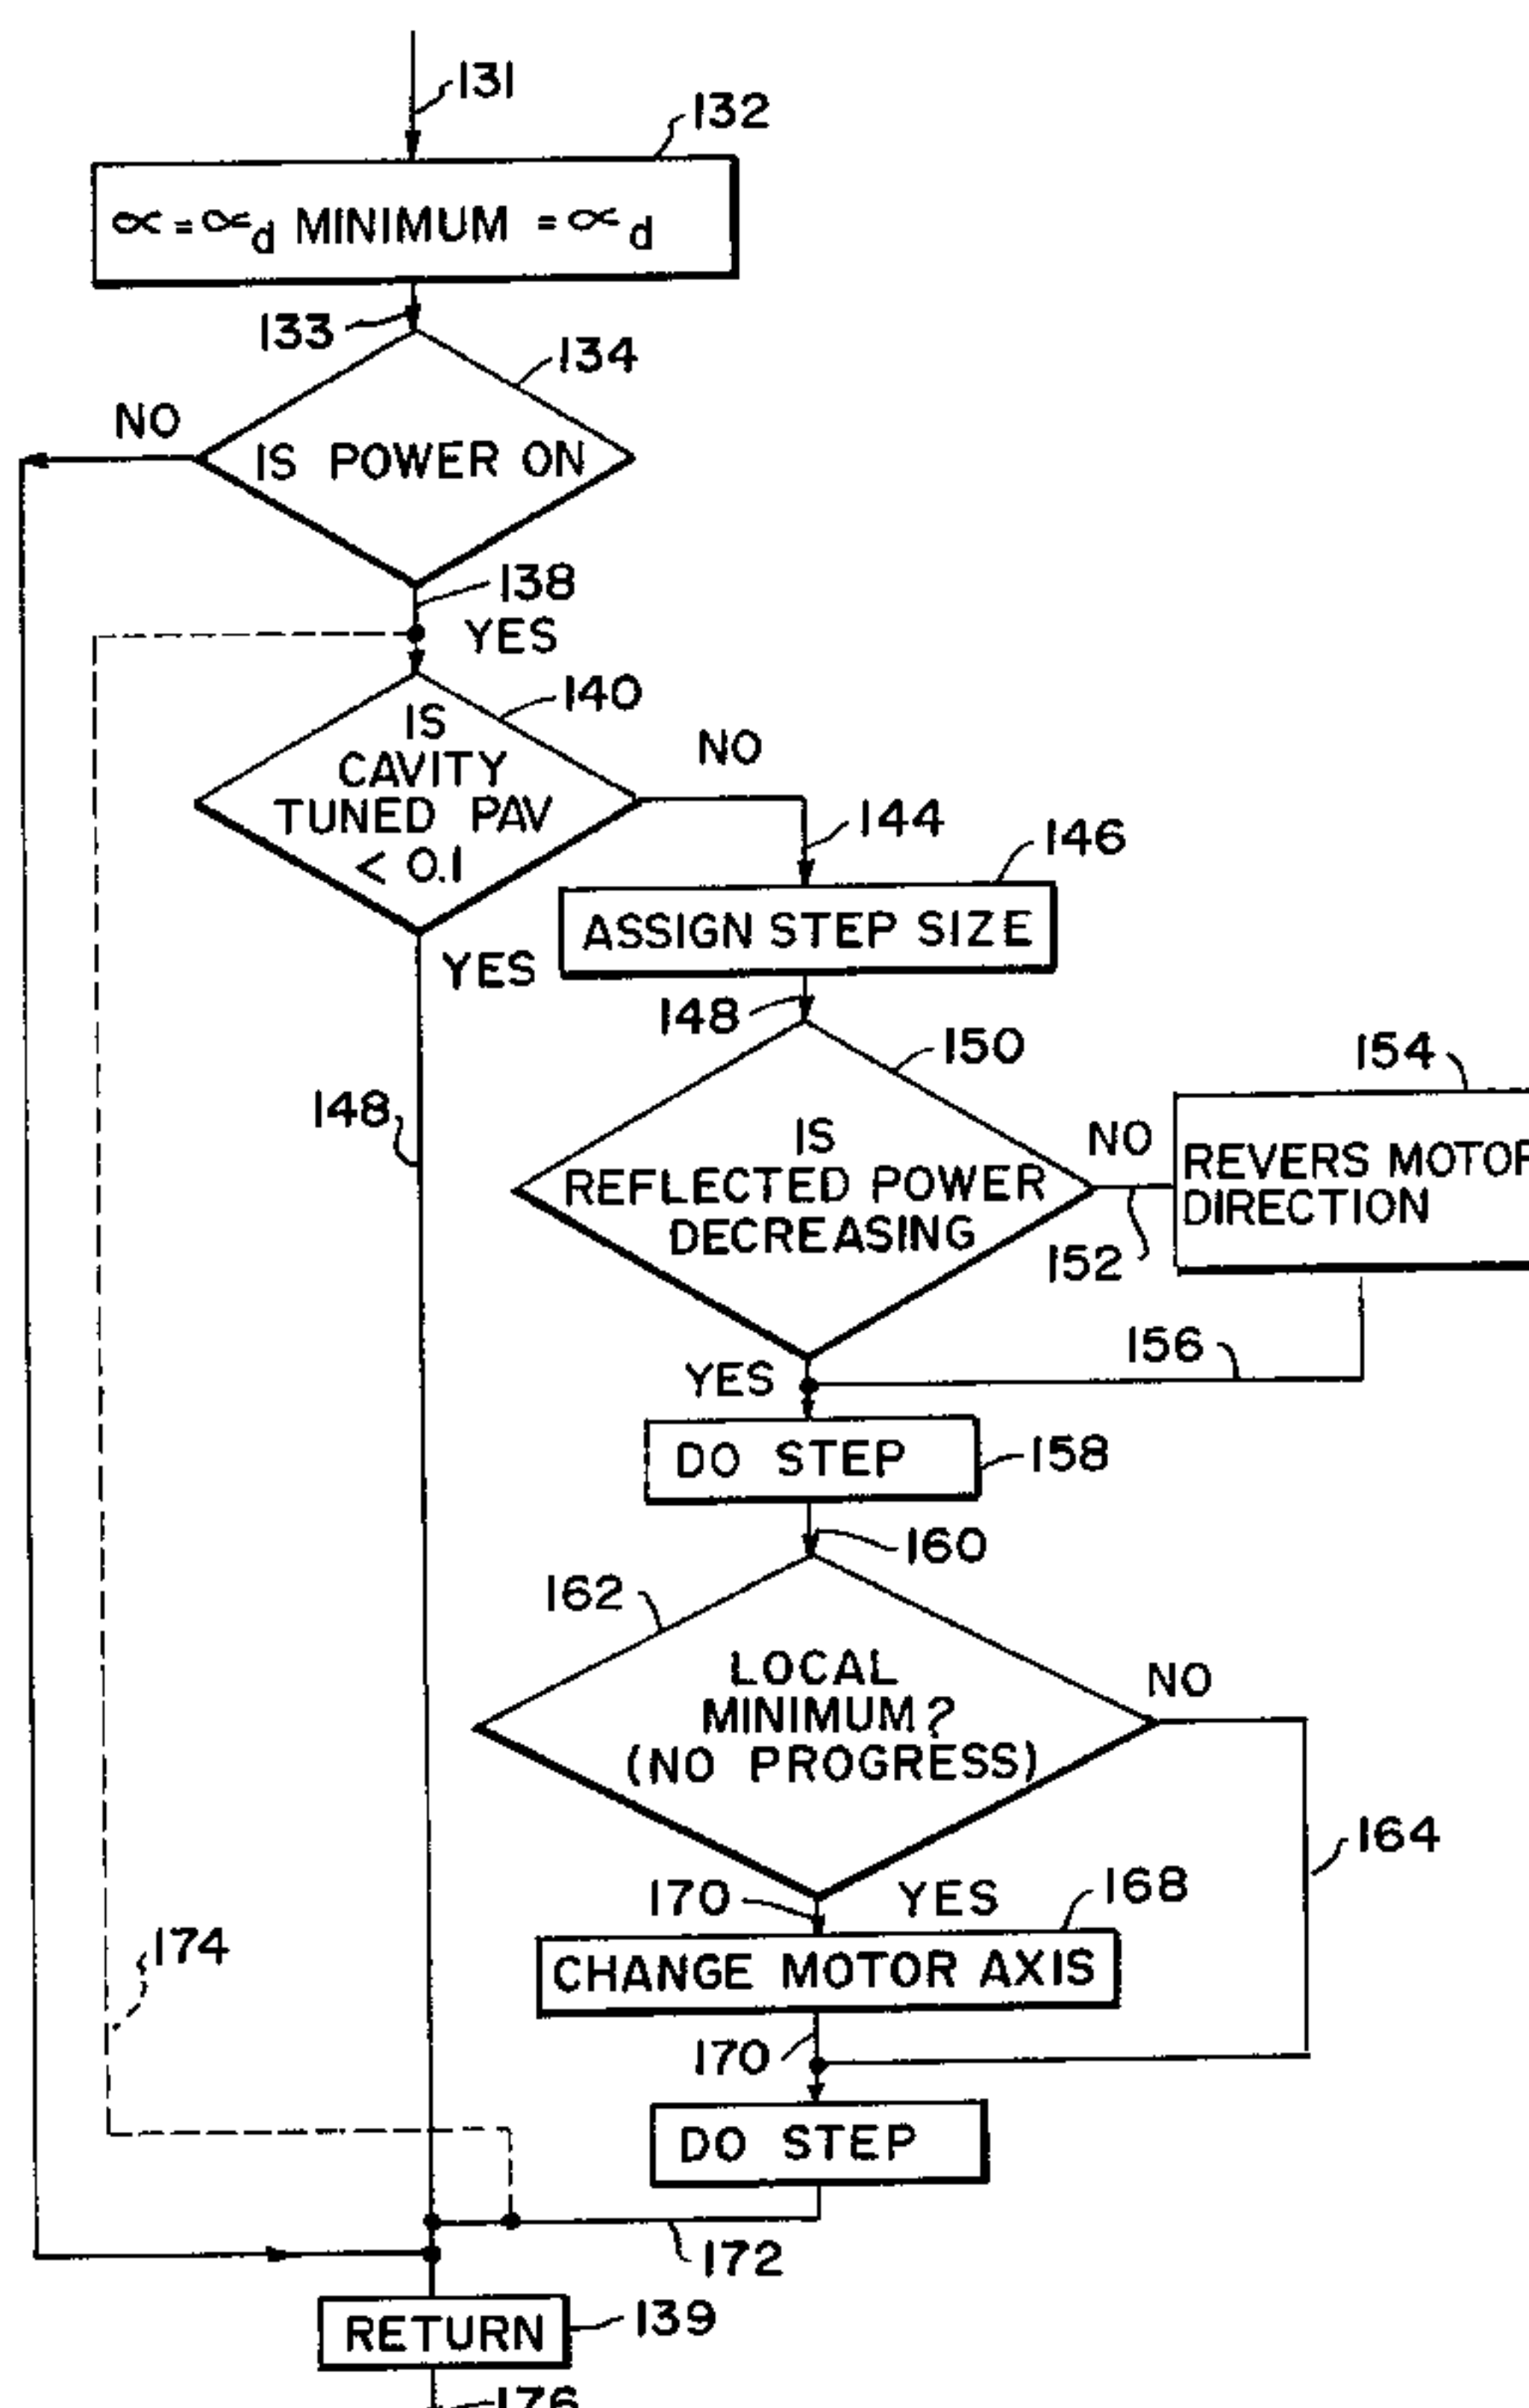 131
132
∝ = ∝d MINIMUM = ∝d
133
134
NO
IS POWER ON
138
YES
140
IS
CAVITY
TUNED PAV
< 0.1
NO
144
146
ASSIGN STEP SIZE
YES
148
148
150
154
IS
REFLECTED POWER
DECREASING
NO
REVERS MOTOR
DIRECTION
152
156
YES
DO STEP
158
160
162
LOCAL
MINIMUM?
(NO PROGRESS)
NO
164
170
YES
168
CHANGE MOTOR AXIS
174
170
DO STEP
172
RETURN
139
176